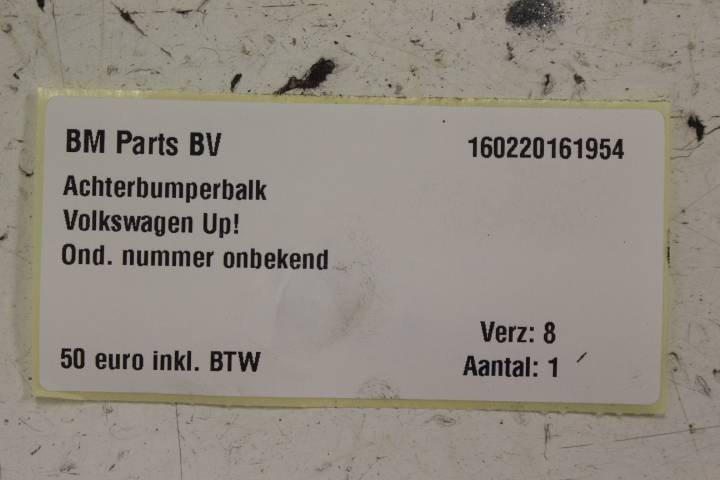 BM Parts BV
160220161954
Achterbumperbalk
Volkswagen Up!
Ond. nummer onbekend
Verz: 8
50 euro inkl. BTW
Aantal: 1